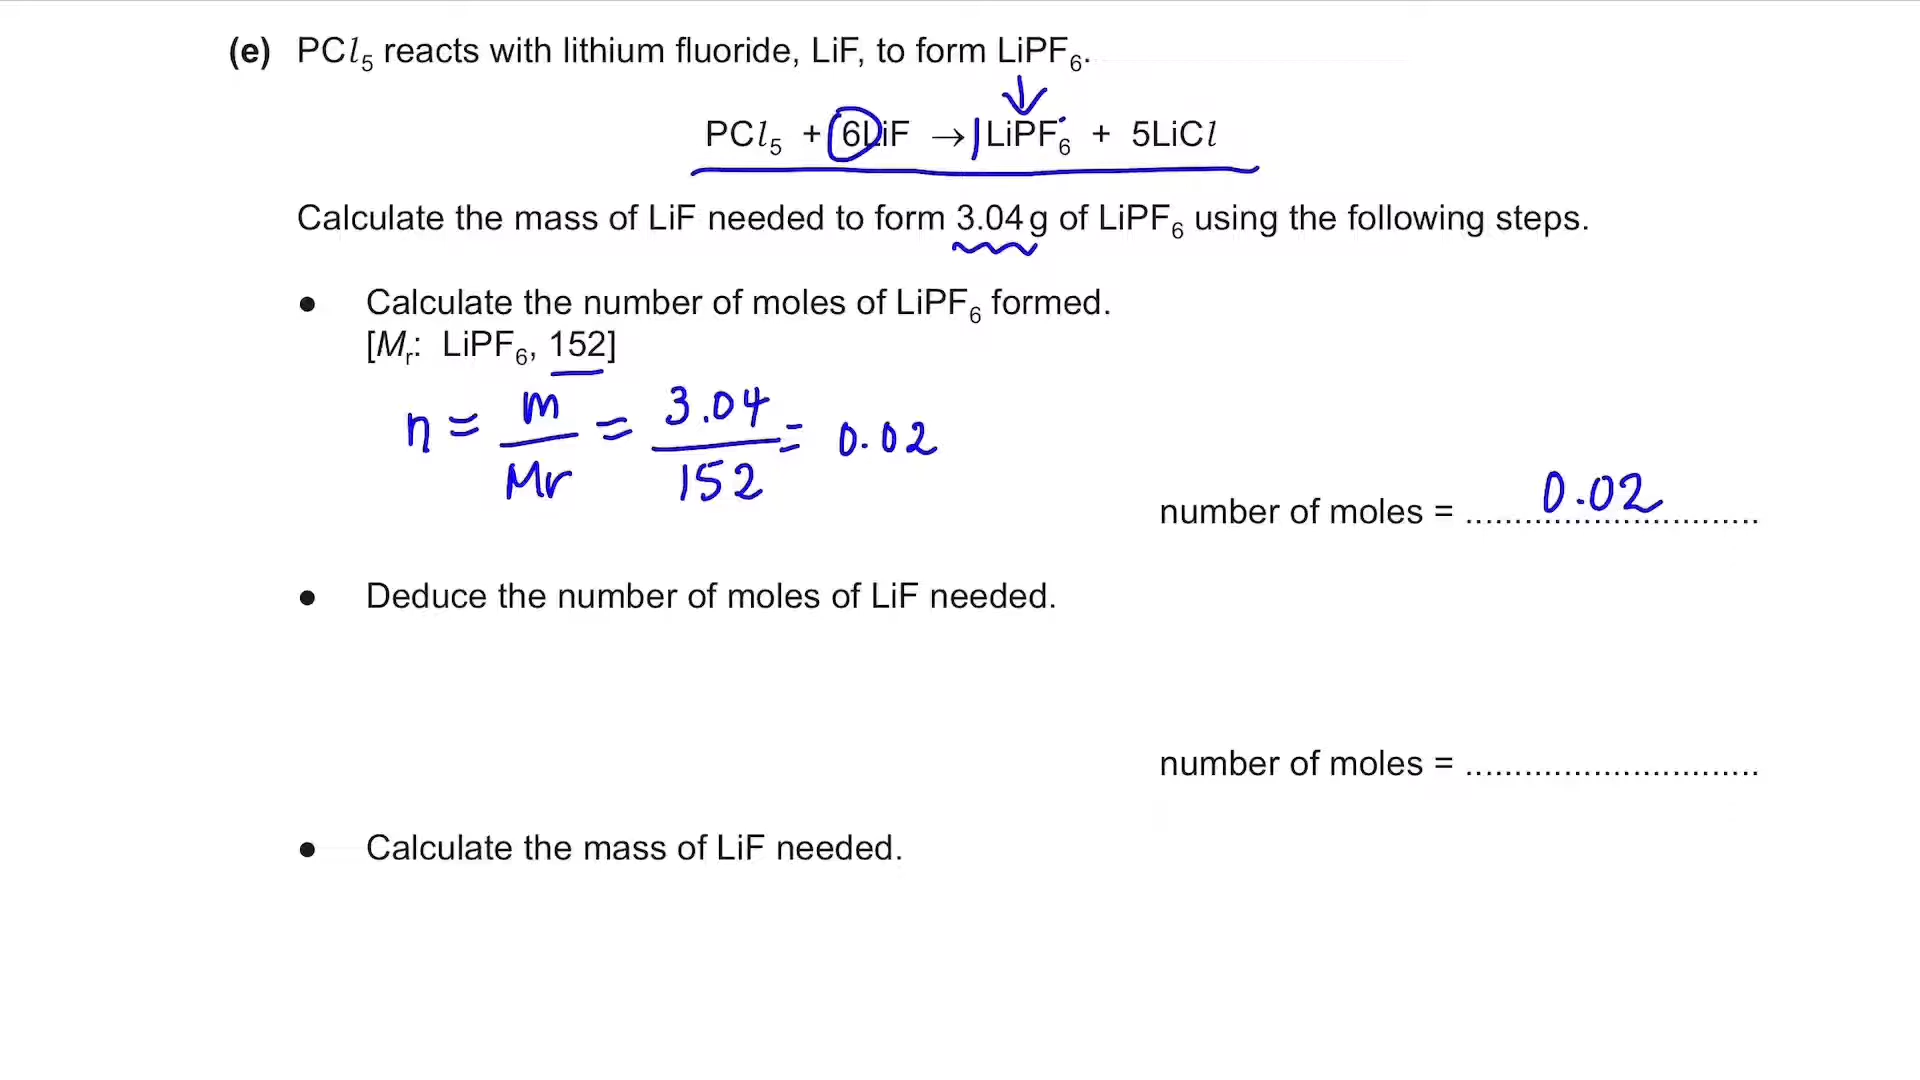 (e) PCl5 reacts with lithium fluoride, LiF, to form LiPF6.
PCl5 + 6LiF → 1 LiPF6 + 5LiCl
Calculate the mass of LiF needed to form 3.04 g of LiPF6 using the following steps.
● Calculate the number of moles of LiPF6 formed.
[Mr: LiPF6, 152]
n = m/Mr = 3.04/152 = 0.02
number of moles = 0.02
● Deduce the number of moles of LiF needed.
number of moles = ..............................
● Calculate the mass of LiF needed.